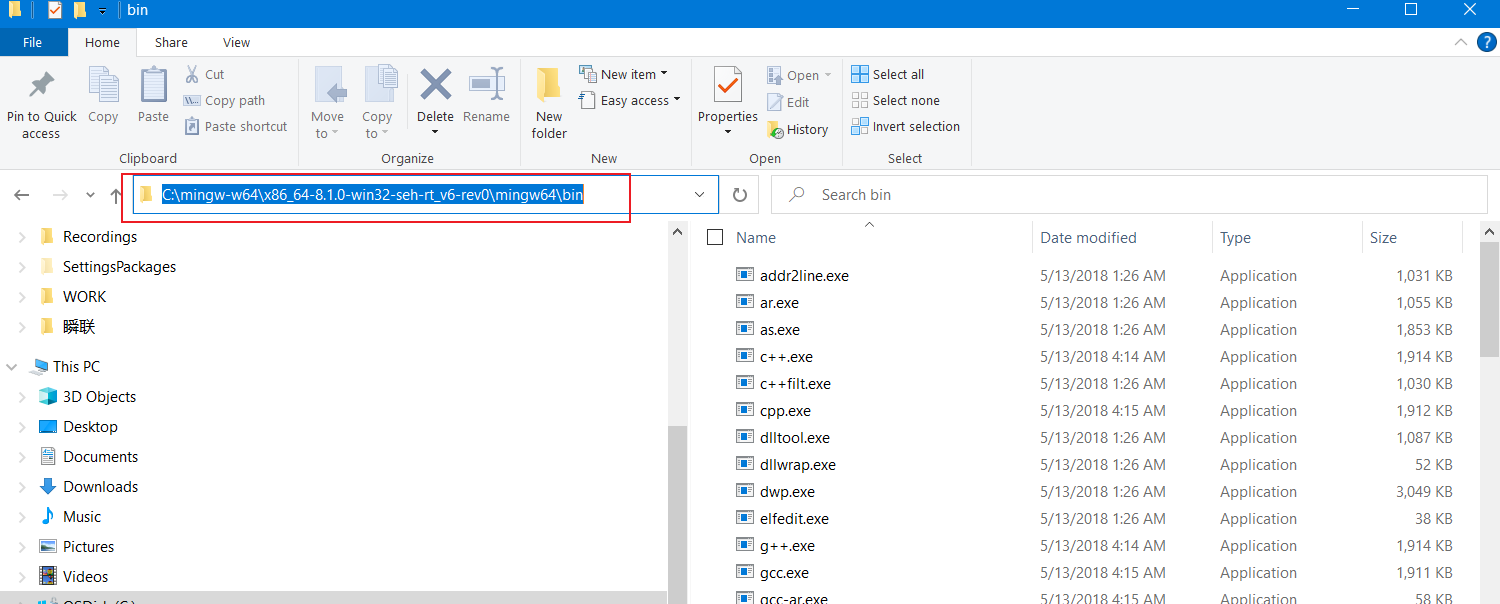 bin
File Home Share View
Pin to Quick access
Copy
Paste
Cut
Copy path
Paste shortcut
Clipboard
Move to
Copy to
Delete
Rename
Organize
New folder
New item
Easy access
New
Properties
Open
Edit
History
Open
Select all
Select none
Invert selection
Select
C:\mingw-w64\x86_64-8.1.0-win32-seh-rt_v6-rev0\mingw64\bin
Search bin
Recordings
SettingsPackages
WORK
瞬联
This PC
3D Objects
Desktop
Documents
Downloads
Music
Pictures
Videos
OSDisk (C:)
Name Date modified Type Size
addr2line.exe 5/13/2018 1:26 AM Application 1,031 KB
ar.exe 5/13/2018 1:26 AM Application 1,055 KB
as.exe 5/13/2018 1:26 AM Application 1,853 KB
c++.exe 5/13/2018 4:14 AM Application 1,914 KB
c++filt.exe 5/13/2018 1:26 AM Application 1,030 KB
cpp.exe 5/13/2018 4:15 AM Application 1,912 KB
dlltool.exe 5/13/2018 1:26 AM Application 1,087 KB
dllwrap.exe 5/13/2018 1:26 AM Application 52 KB
dwp.exe 5/13/2018 1:26 AM Application 3,049 KB
elfedit.exe 5/13/2018 1:26 AM Application 38 KB
g++.exe 5/13/2018 4:14 AM Application 1,914 KB
gcc.exe 5/13/2018 4:15 AM Application 1,911 KB
gcc-ar.exe 5/13/2018 4:15 AM Application 58 KB